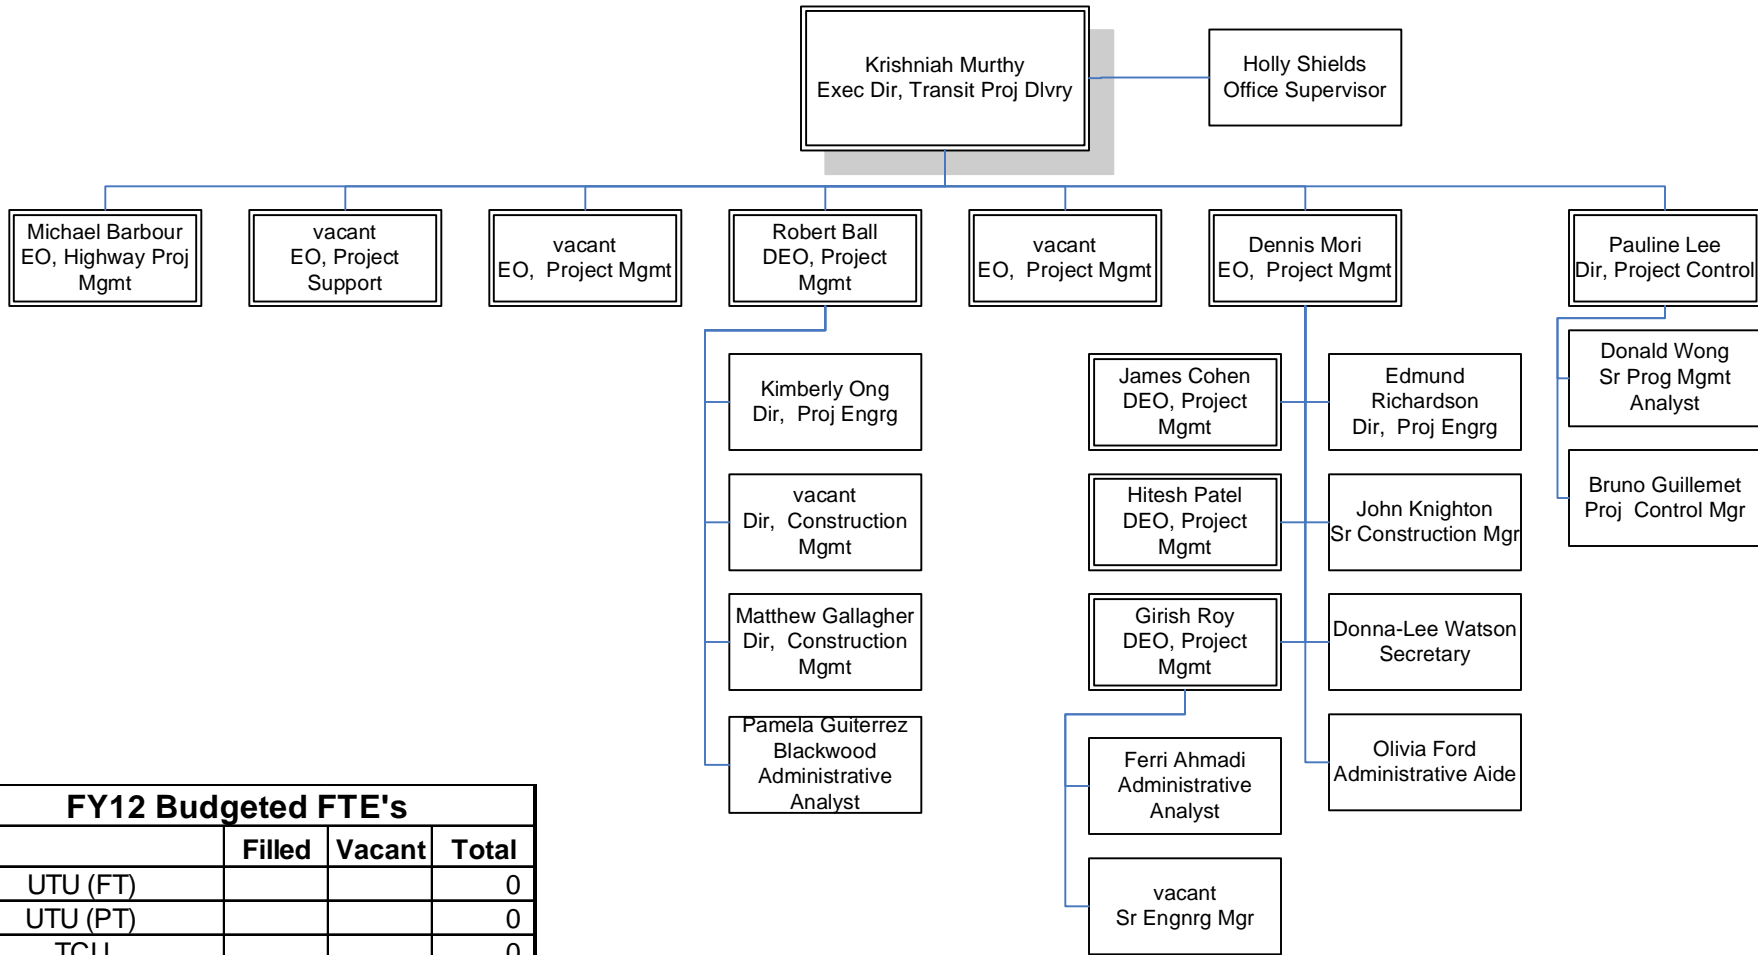 Krishniah Murthy
Exec Dir, Transit Proj Dlvry
Holly Shields
Office Supervisor
Michael Barbour
EO, Highway Proj
Mgmt
vacant
EO, Project
Support
vacant
EO, Project Mgmt
Robert Ball
DEO, Project
Mgmt
vacant
EO, Project Mgmt
Dennis Mori
EO, Project Mgmt
Pauline Lee
Dir, Project Control
Kimberly Ong
Dir, Proj Engrg
vacant
Dir, Construction
Mgmt
Matthew Gallagher
Dir, Construction
Mgmt
Pamela Guiterrez
Blackwood
Administrative
Analyst
James Cohen
DEO, Project
Mgmt
Hitesh Patel
DEO, Project
Mgmt
Girish Roy
DEO, Project
Mgmt
Ferri Ahmadi
Administrative
Analyst
vacant
Sr Engnrg Mgr
Edmund
Richardson
Dir, Proj Engrg
John Knighton
Sr Construction Mgr
Donna-Lee Watson
Secretary
Olivia Ford
Administrative Aide
Donald Wong
Sr Prog Mgmt
Analyst
Bruno Guillemet
Proj Control Mgr
FY12 Budgeted FTE's
Filled Vacant Total
UTU (FT) 0
UTU (PT) 0
TCU 0